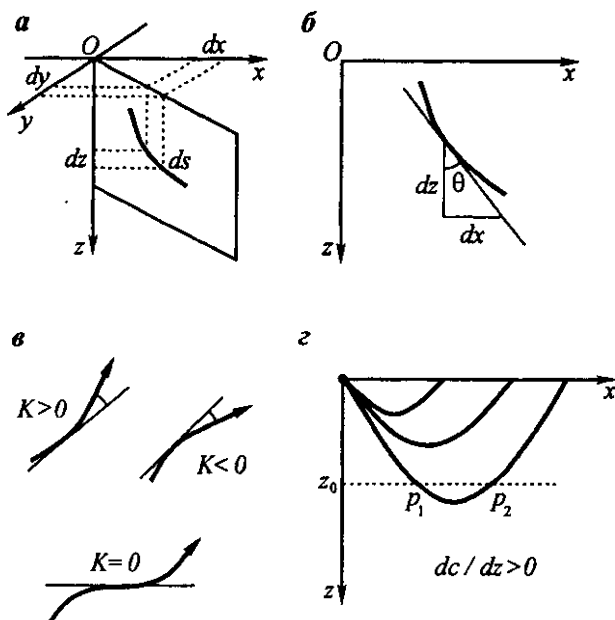 а
O
dx
x
dy
y
dz
ds
z
б
O
x
dz
θ
dx
z
в
K>0
K<0
K=0
г
x
z₀
p₁
p₂
dc / dz>0
z